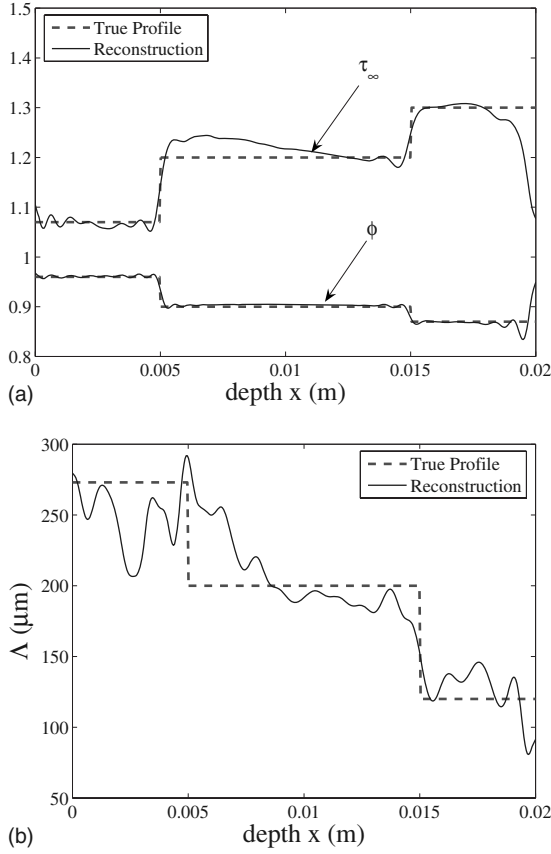 1.5
True Profile
Reconstruction
1.4
τ∞
1.3
1.2
1.1
ϕ
1
0.9
0.8
0 0.005 0.01 0.015 0.02
(a) depth x (m)
300
True Profile
Reconstruction
250
200
Λ (μm)
150
100
50
0 0.005 0.01 0.015 0.02
(b) depth x (m)